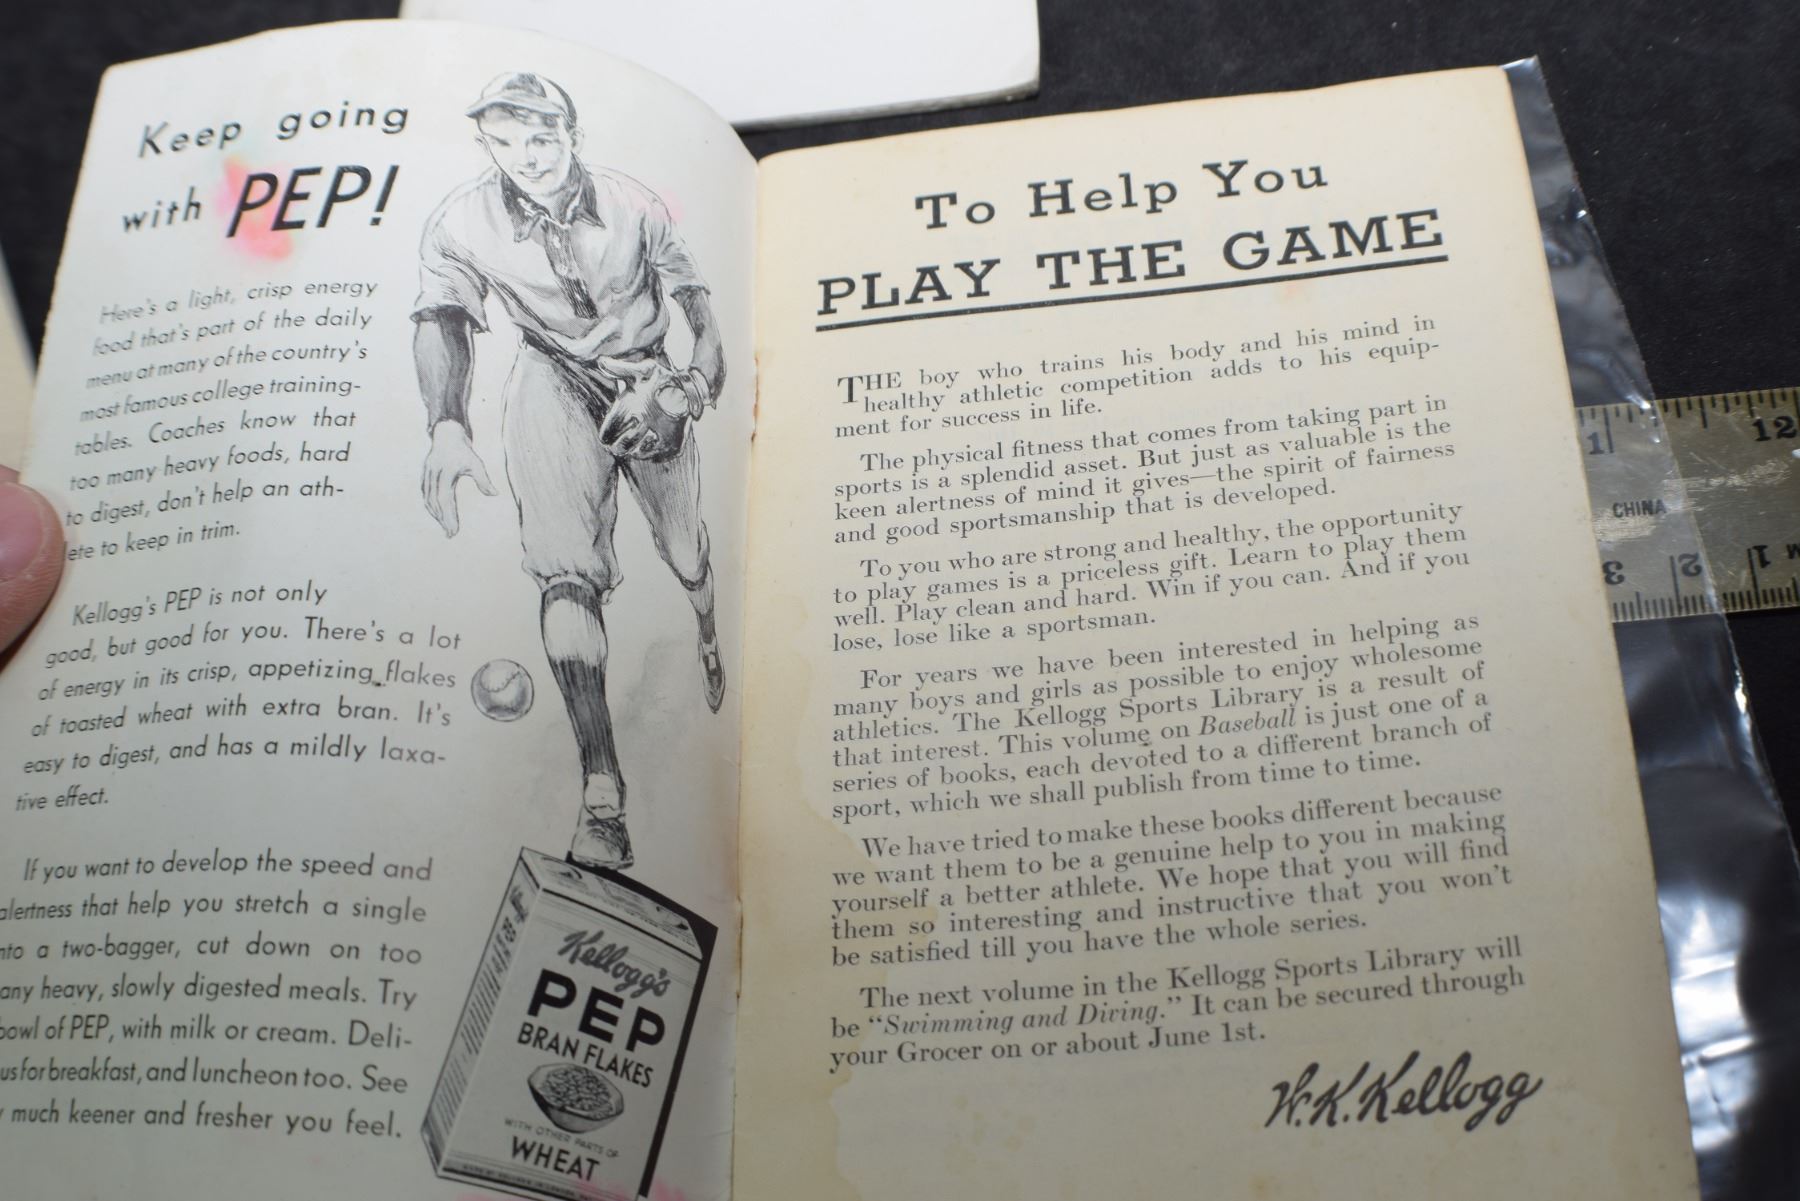 Keep going
with PEP!
Here's a light, crisp energy
food that's part of the daily
menu at many of the country's
most famous college training-
tables. Coaches know that
too many heavy foods, hard
to digest, don't help an ath-
lete to keep in trim.
Kellogg's PEP is not only
good, but good for you. There's a lot
of energy in its crisp, appetizing flakes
of toasted wheat with extra bran. It's
easy to digest, and has a mildly laxa-
tive effect.
If you want to develop the speed and
alertness that help you stretch a single
into a two-bagger, cut down on too
any heavy, slowly digested meals. Try
bowl of PEP, with milk or cream. Deli-
us for breakfast, and luncheon too. See
much keener and fresher you feel.
Kellogg's
PEP
BRAN FLAKES
WITH OTHER PARTS OF
WHEAT
To Help You
PLAY THE GAME
THE boy who trains his body and his mind in
healthy athletic competition adds to his equip-
ment for success in life.
The physical fitness that comes from taking part in
sports is a splendid asset. But just as valuable is the
keen alertness of mind it gives—the spirit of fairness
and good sportsmanship that is developed.
To you who are strong and healthy, the opportunity
to play games is a priceless gift. Learn to play them
well. Play clean and hard. Win if you can. And if you
lose, lose like a sportsman.
For years we have been interested in helping as
many boys and girls as possible to enjoy wholesome
athletics. The Kellogg Sports Library is a result of
that interest. This volume on Baseball is just one of a
series of books, each devoted to a different branch of
sport, which we shall publish from time to time.
We have tried to make these books different because
we want them to be a genuine help to you in making
yourself a better athlete. We hope that you will find
them so interesting and instructive that you won't
be satisfied till you have the whole series.
The next volume in the Kellogg Sports Library will
be "Swimming and Diving." It can be secured through
your Grocer on or about June 1st.
W. K. Kellogg
11 12
CHINA
3 2 1